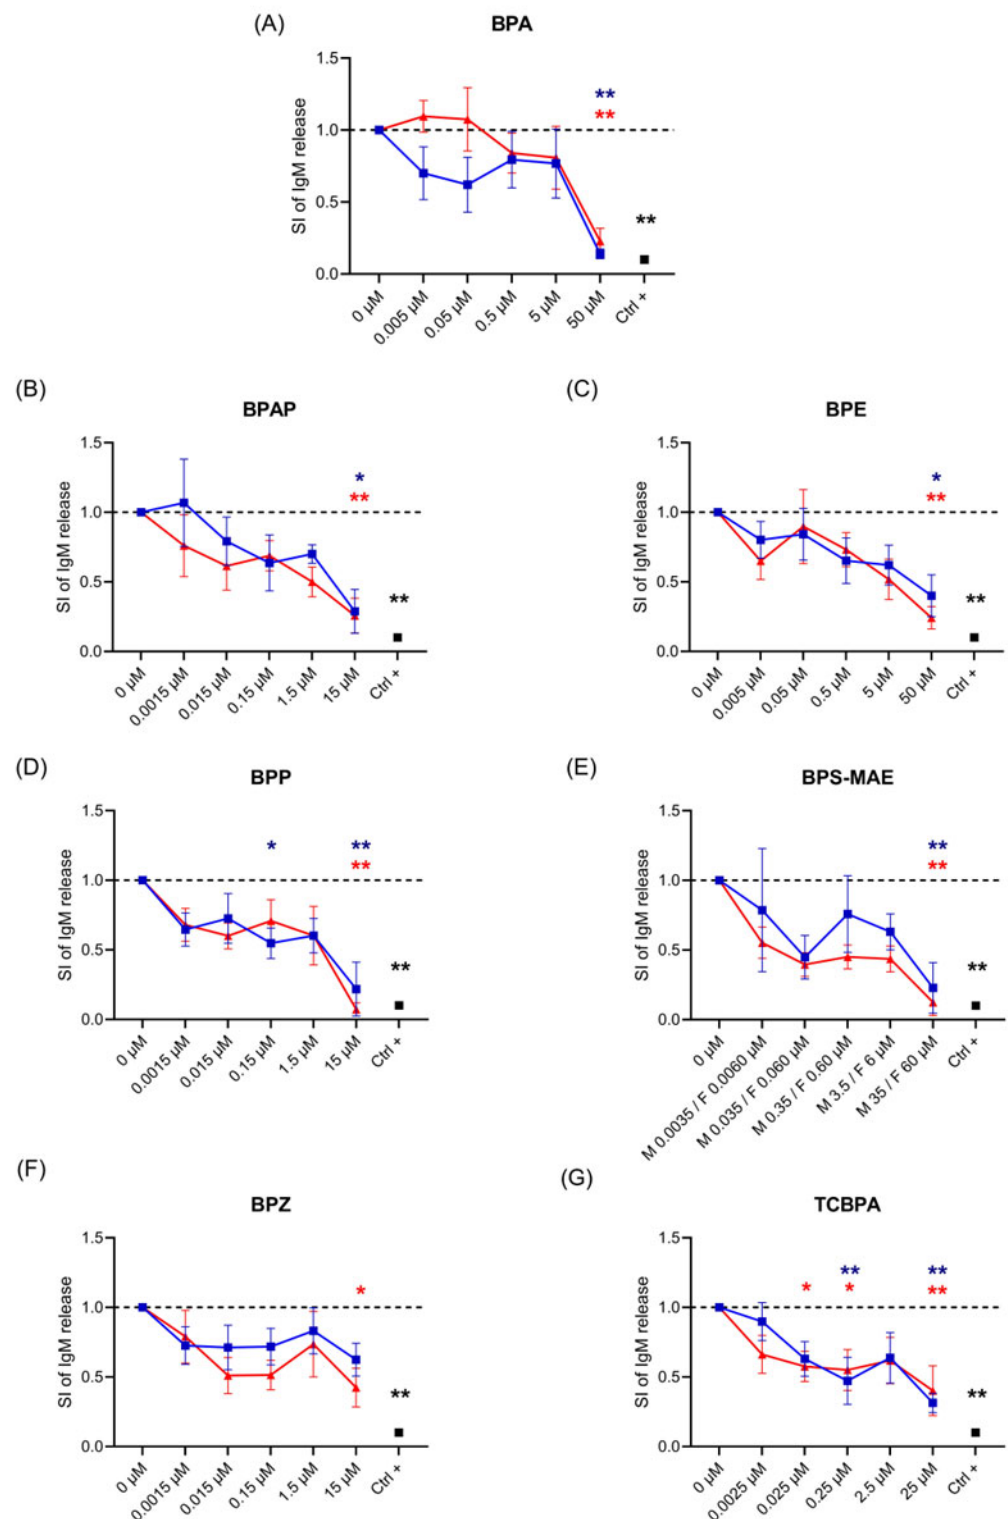 (A)
BPA
SI of IgM release
1.5
1.0
0.5
0.0
** 
**
**
0 µM
0.005 µM
0.05 µM
0.5 µM
5 µM
50 µM
Ctrl +
(B)
BPAP
SI of IgM release
1.5
1.0
0.5
0.0
*
**
**
0 µM
0.0015 µM
0.015 µM
0.15 µM
1.5 µM
15 µM
Ctrl +
(C)
BPE
SI of IgM release
1.5
1.0
0.5
0.0
*
**
**
0 µM
0.005 µM
0.05 µM
0.5 µM
5 µM
50 µM
Ctrl +
(D)
BPP
SI of IgM release
1.5
1.0
0.5
0.0
* **
**
**
0 µM
0.0015 µM
0.015 µM
0.15 µM
1.5 µM
15 µM
Ctrl +
(E)
BPS-MAE
SI of IgM release
1.5
1.0
0.5
0.0
**
**
**
0 µM
M 0.0035 / F 0.0060 µM
M 0.035 / F 0.060 µM
M 0.35 / F 0.60 µM
M 3.5 / F 6 µM
M 35 / F 60 µM
Ctrl +
(F)
BPZ
SI of IgM release
1.5
1.0
0.5
0.0
*
**
0 µM
0.0015 µM
0.015 µM
0.15 µM
1.5 µM
15 µM
Ctrl +
(G)
TCBPA
SI of IgM release
1.5
1.0
0.5
0.0
** **
* * **
**
0 µM
0.0025 µM
0.025 µM
0.25 µM
2.5 µM
25 µM
Ctrl +